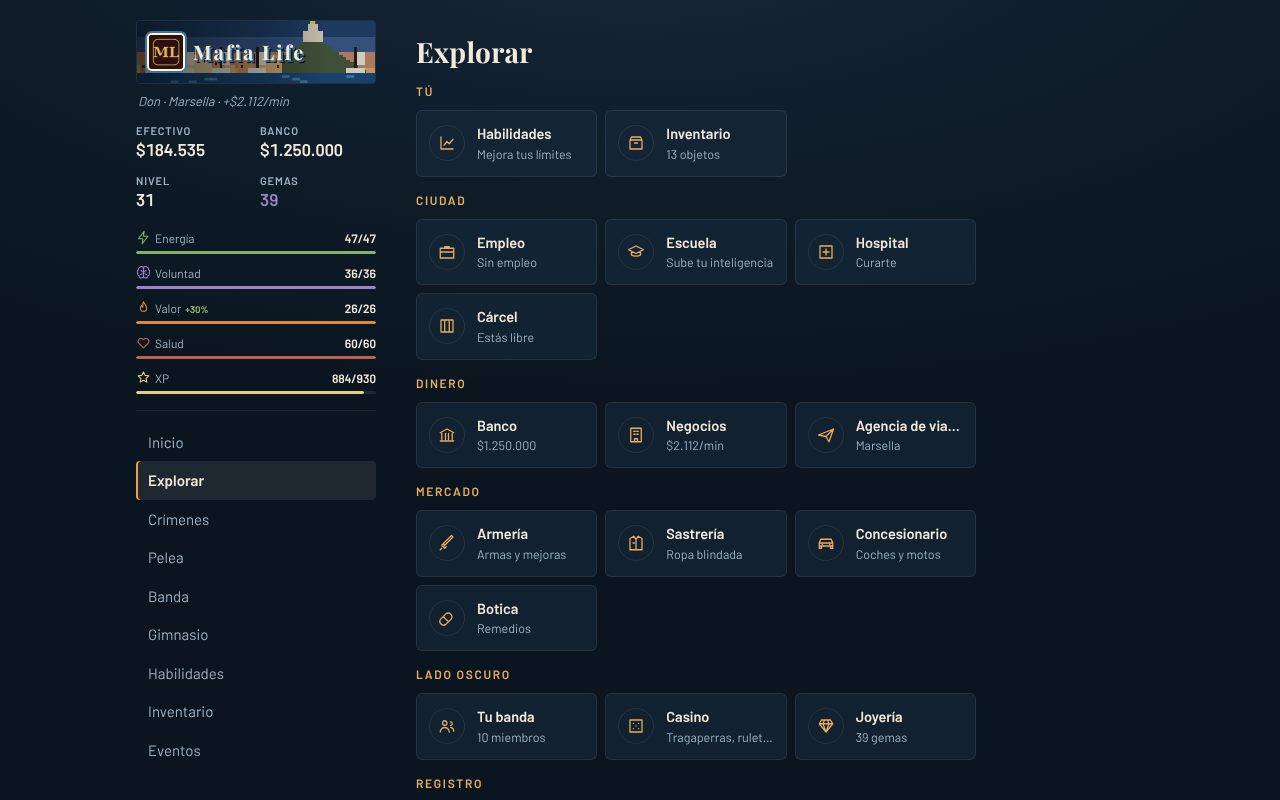 ML Mafia Life
Don · Marsella · +$2.112/min
EFECTIVO
$184.535
BANCO
$1.250.000
NIVEL
31
GEMAS
39
Energía 47/47
Voluntad 36/36
Valor +30% 26/26
Salud 60/60
XP 884/930
Inicio
Explorar
Crímenes
Pelea
Banda
Gimnasio
Habilidades
Inventario
Eventos
Explorar
TÚ
Habilidades
Mejora tus límites
Inventario
13 objetos
CIUDAD
Empleo
Sin empleo
Escuela
Sube tu inteligencia
Hospital
Curarte
Cárcel
Estás libre
DINERO
Banco
$1.250.000
Negocios
$2.112/min
Agencia de via...
Marsella
MERCADO
Armería
Armas y mejoras
Sastrería
Ropa blindada
Concesionario
Coches y motos
Botica
Remedios
LADO OSCURO
Tu banda
10 miembros
Casino
Tragaperras, rulet...
Joyería
39 gemas
REGISTRO